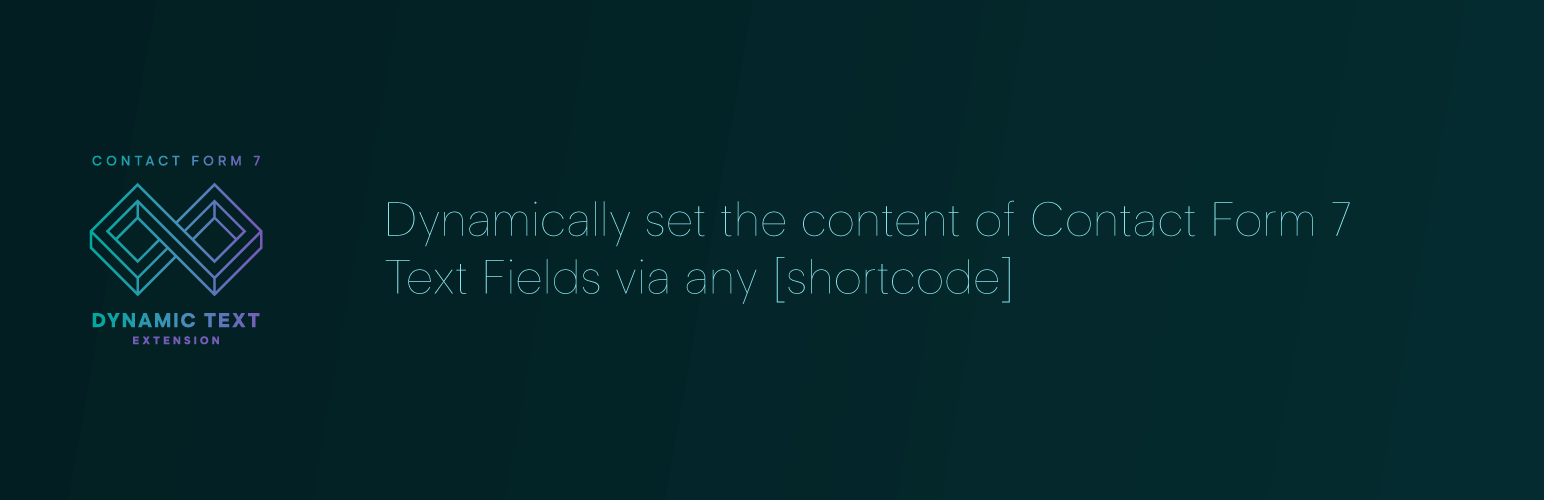 CONTACT FORM 7
DYNAMIC TEXT
EXTENSION
Dynamically set the content of Contact Form 7
Text Fields via any [shortcode]